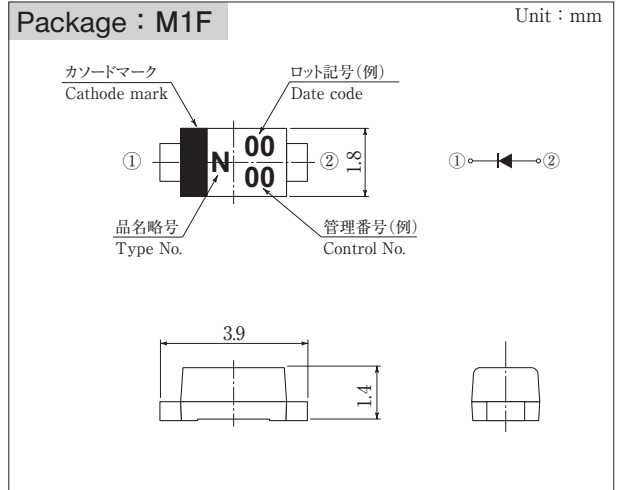 Package：M1F
Unit：mm
カソードマーク
Cathode mark
ロット記号(例)
Date code
①
N
00
00
②
1.8
①
②
品名略号
Type No.
管理番号(例)
Control No.
3.9
1.4